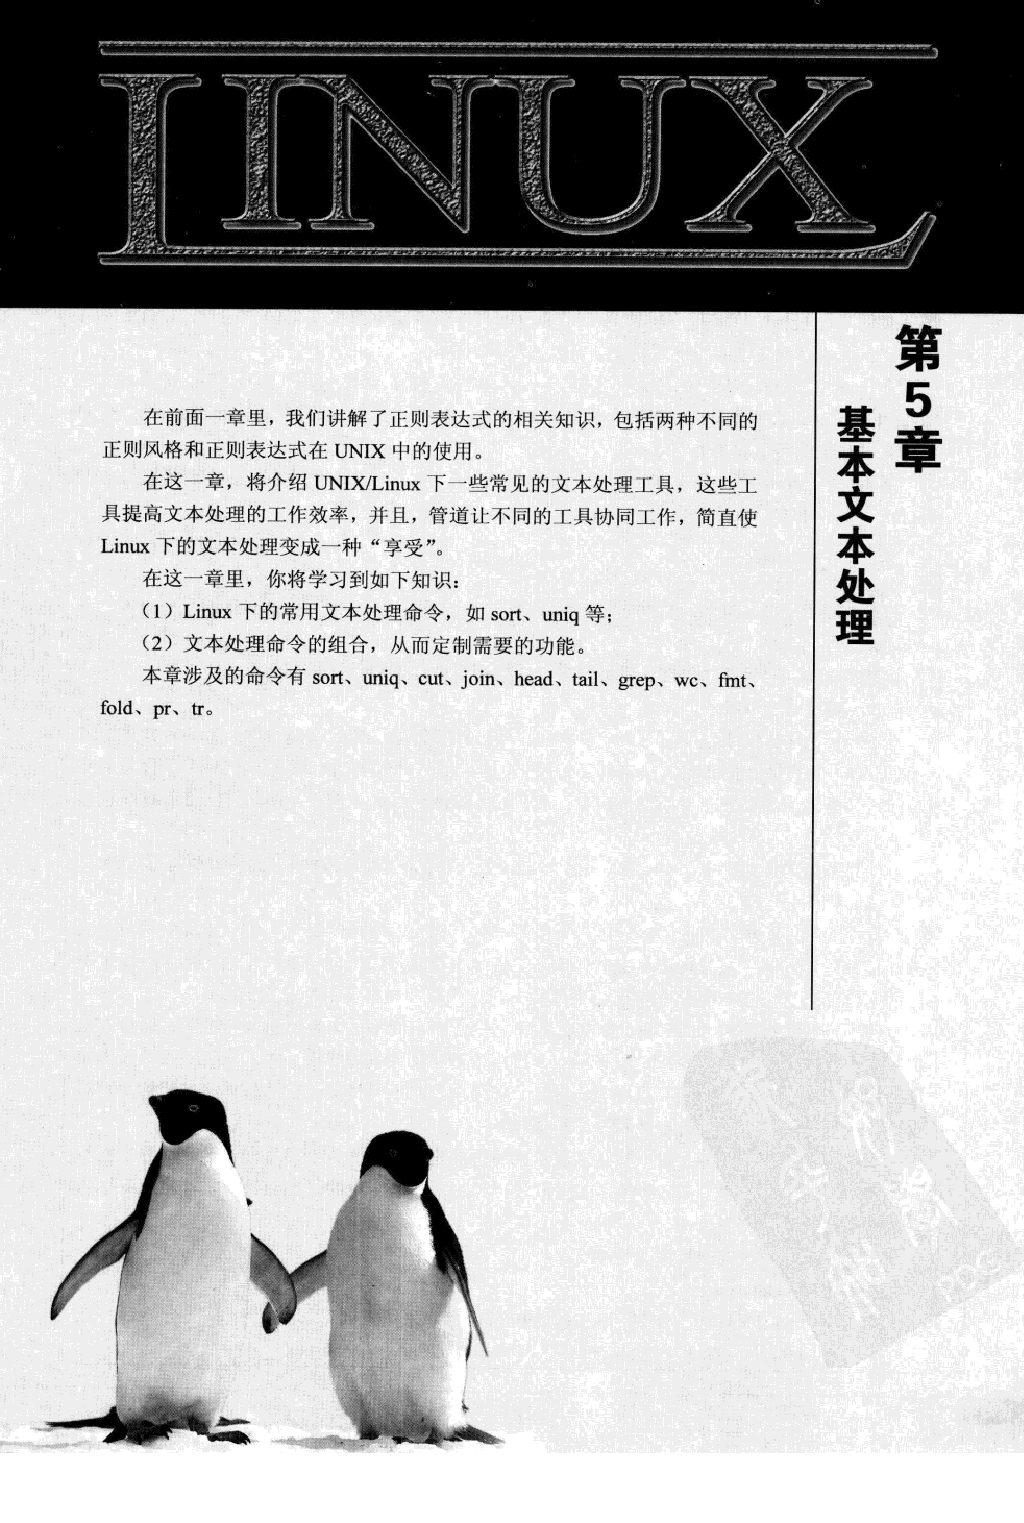 LINUX
第5章
基本文本处理
在前面一章里，我们讲解了正则表达式的相关知识，包括两种不同的
正则风格和正则表达式在 UNIX 中的使用。
在这一章，将介绍 UNIX/Linux 下一些常见的文本处理工具，这些工
具提高文本处理的工作效率，并且，管道让不同的工具协同工作，简直使
Linux 下的文本处理变成一种“享受”。
在这一章里，你将学习到如下知识：
（1）Linux 下的常用文本处理命令，如 sort、uniq 等；
（2）文本处理命令的组合，从而定制需要的功能。
本章涉及的命令有 sort、uniq、cut、join、head、tail、grep、wc、fmt、
fold、pr、tr。